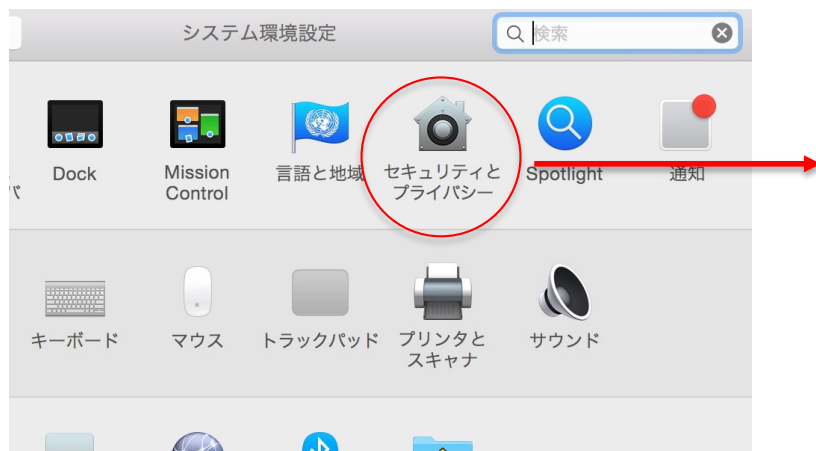 システム環境設定
検索
Dock
Mission
Control
言語と地域
セキュリティと
プライバシー
Spotlight
通知
バ
キーボード
マウス
トラックパッド
プリンタと
スキャナ
サウンド